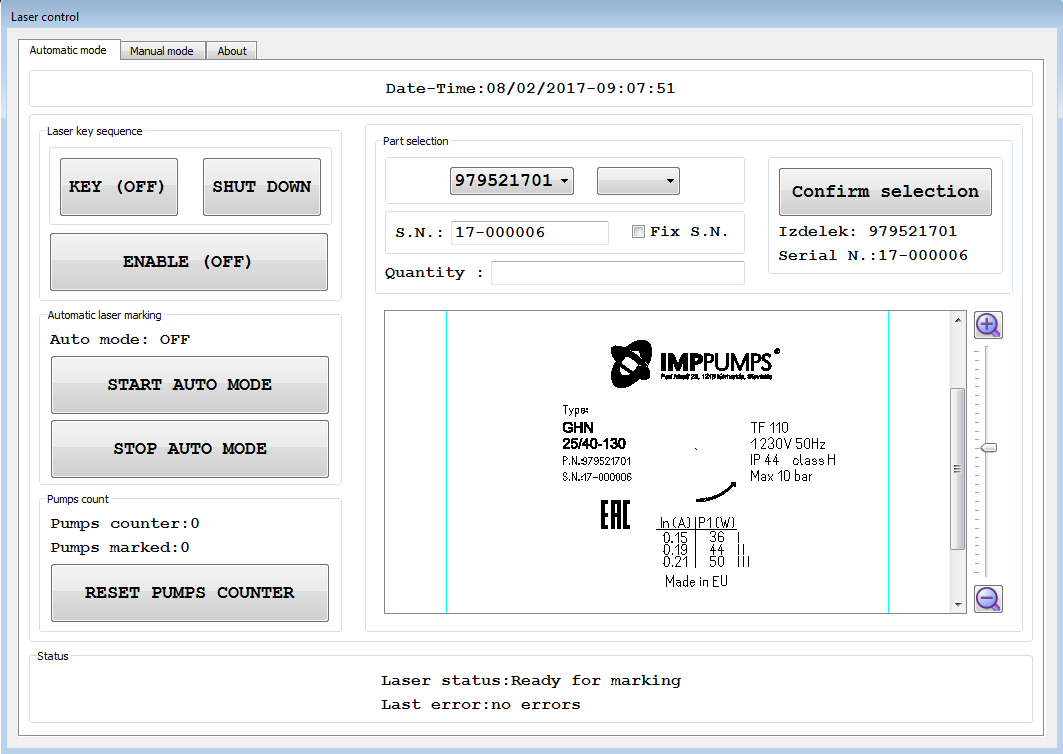 Laser control
Automatic mode
Manual mode
About
Date-Time:08/02/2017-09:07:51
Laser key sequence
KEY (OFF)
SHUT DOWN
ENABLE (OFF)
Automatic laser marking
Auto mode: OFF
START AUTO MODE
STOP AUTO MODE
Pumps count
Pumps counter:0
Pumps marked:0
RESET PUMPS COUNTER
Part selection
979521701
S.N.: 17-000006
Fix S.N.
Quantity :
Confirm selection
Izdelek: 979521701
Serial N.:17-000006
IMPPUMPS
Type:
GHN
25/40-130
P.N.:979521701
S.N.:17-000006
TF 110
1 230V 50Hz
IP 44 class H
Max 10 bar
EAC
In (A) P1 (W)
0.15 36 I
0.19 44 II
0.21 50 III
Made in EU
Status
Laser status:Ready for marking
Last error:no errors